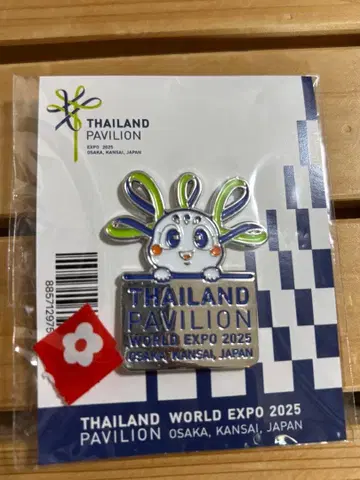 THAILAND
PAVILION
EXPO 2025
OSAKA, KANSAI, JAPAN
THAILAND
PAVILION
WORLD EXPO 2025
OSAKA, KANSAI, JAPAN
8857129
THAILAND WORLD EXPO 2025
PAVILION OSAKA, KANSAI, JAPAN